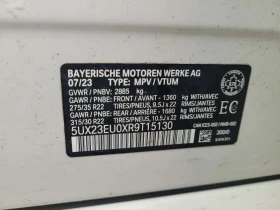 BAYERISCHE MOTOREN WERKE AG
07/23 MPV / VTUM
GVWR / PNBV: 2885 kg
GAWR / PNBE: FRONT / AVANT - 1360 kg WITH/AVEC
275/35 R22 TIRES/PNEUS, 9.5J x 22 RIMS/JANTES
GAWR / PNBE: REAR / ARRIERE - 1680 kg WITH/AVEC
315/30 R22 TIRES/PNEUS, 10.5J x 22 RIMS/JANTES
5UX23EU0XR9T15130
EC
300/0